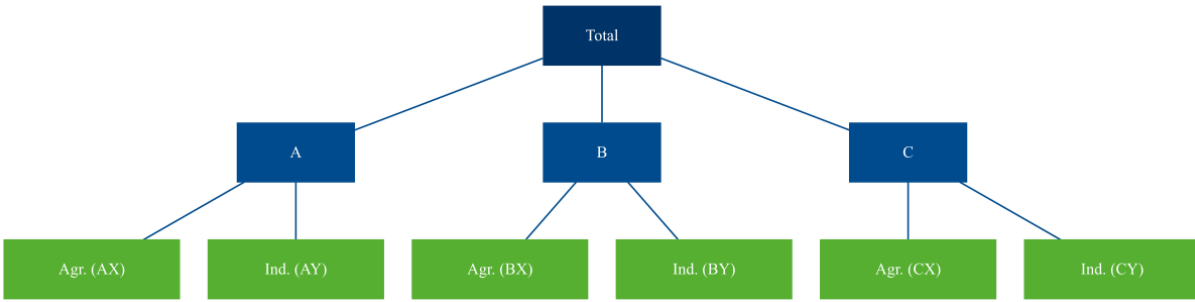 Total
A
B
C
Agr. (AX)
Ind. (AY)
Agr. (BX)
Ind. (BY)
Agr. (CX)
Ind. (CY)